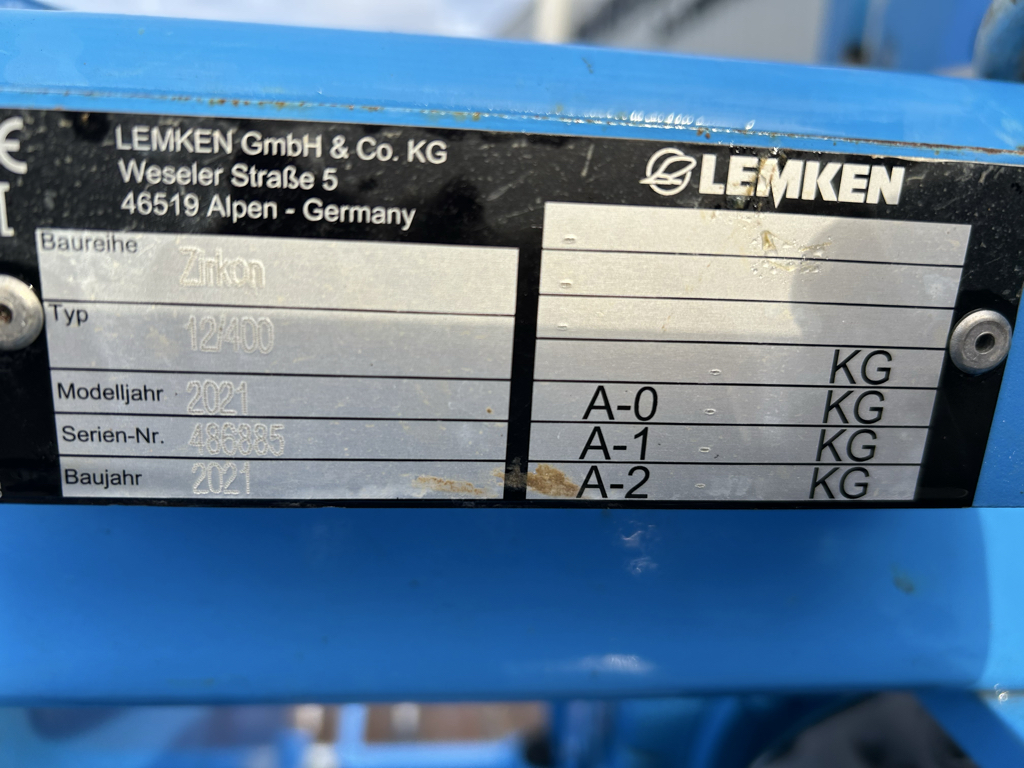 CE
LEMKEN GmbH & Co. KG
Weseler Straße 5
46519 Alpen - Germany
LEMKEN
Baureihe Zirkon
Typ 12/400
Modelljahr 2021
Serien-Nr. 486885
Baujahr 2021
-
-
-
- KG
A-0 - KG
A-1 - KG
A-2 - KG